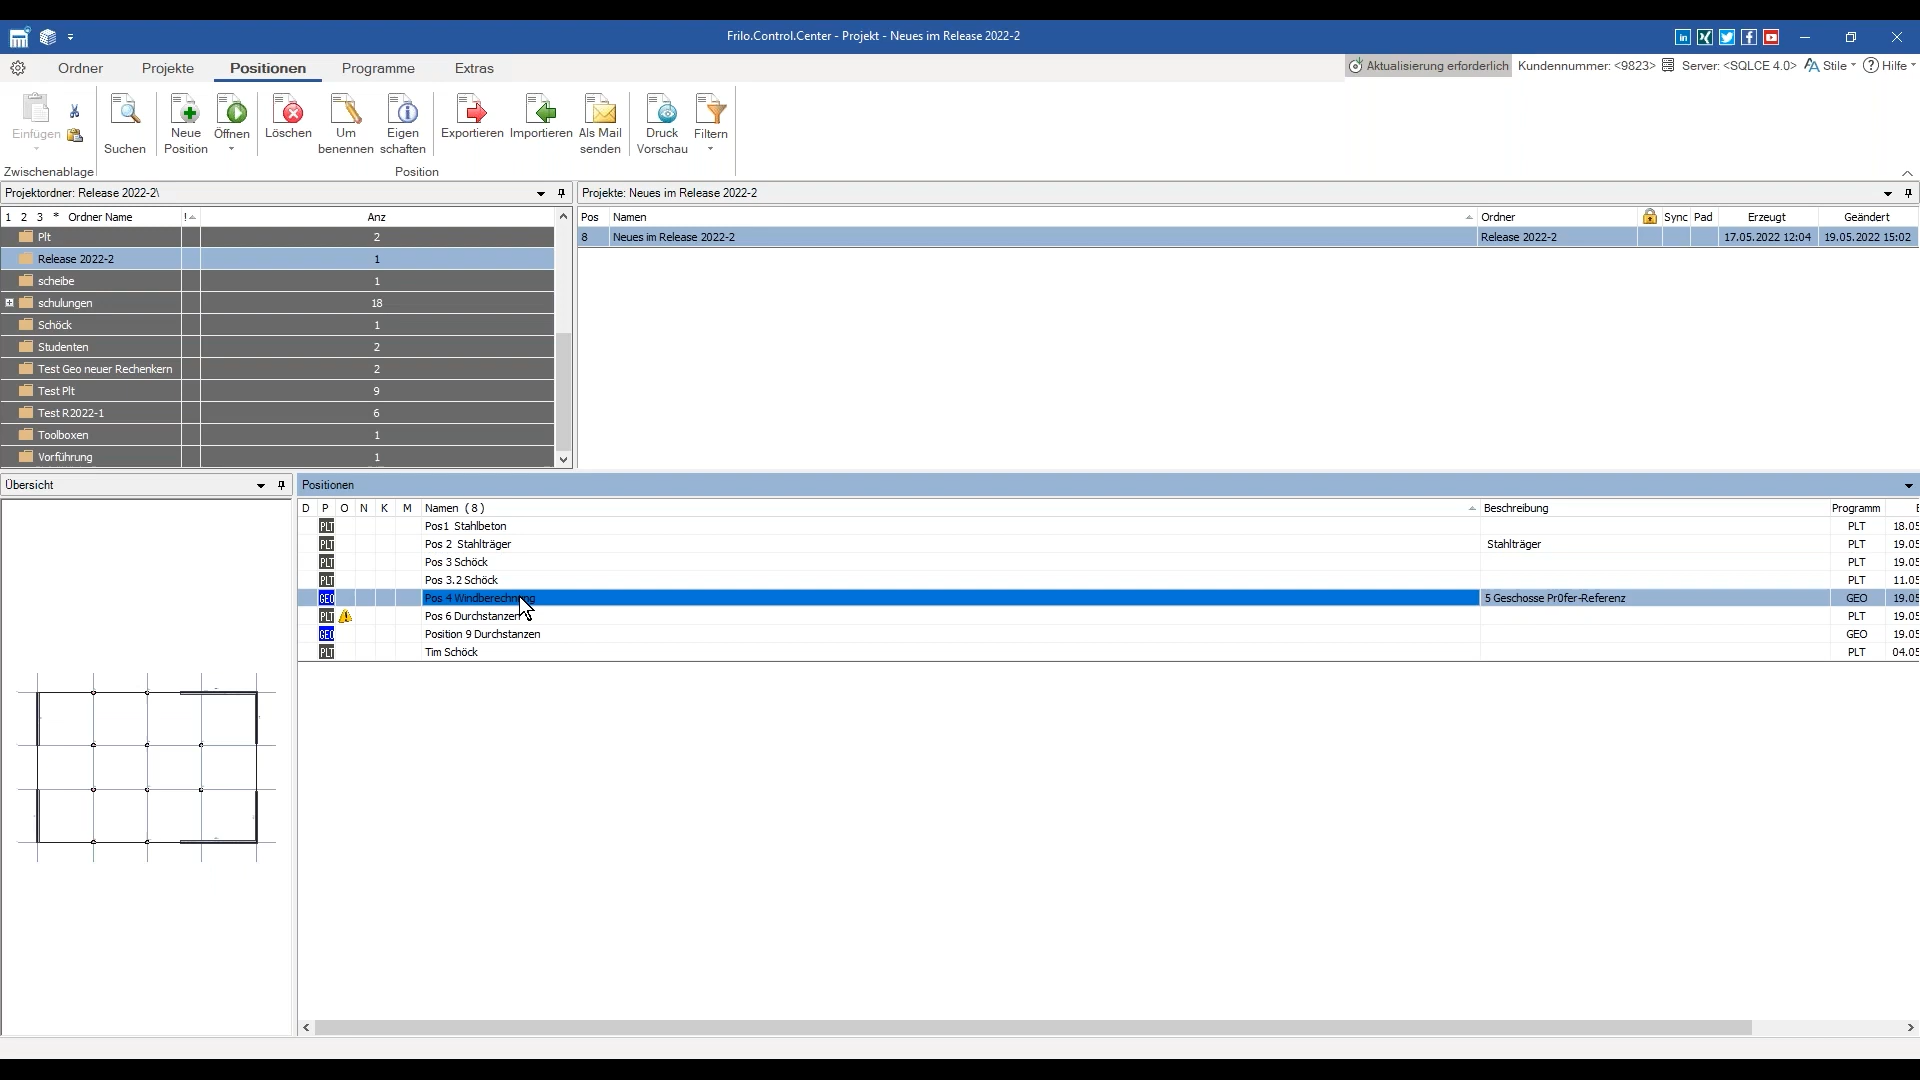 Frilo.Control.Center - Projekt - Neues im Release 2022-2
Ordner Projekte Positionen Programme Extras
Aktualisierung erforderlich Kundennummer: <9823> Server: <SQLCE 4.0> Stile Hilfe
Einfügen
Suchen
Neue Position
Öffnen
Löschen
Um benennen
Eigen schaften
Exportieren
Importieren
Als Mail senden
Druck Vorschau
Filtern
Zwischenablage
Position
Projektordner: Release 2022-2\
1 2 3 * Ordner Name ! Anz
Plt 2
Release 2022-2 1
scheibe 1
schulungen 18
Schöck 1
Studenten 2
Test Geo neuer Rechenkern 2
Test Plt 9
Test R2022-1 6
Toolboxen 1
Vorführung 1
Projekte: Neues im Release 2022-2
Pos Namen Ordner Sync Pad Erzeugt Geändert
8 Neues im Release 2022-2 Release 2022-2 17.05.2022 12:04 19.05.2022 15:02
Übersicht
Positionen
D P O N K M Namen (8) Beschreibung Programm E
PLT Pos1 Stahlbeton PLT 18.05
PLT Pos 2 Stahlträger Stahlträger PLT 19.05
PLT Pos 3 Schöck PLT 19.05
PLT Pos 3.2 Schöck PLT 11.05
GEO Pos 4 Windberechnung 5 Geschosse Pr0fer-Referenz GEO 19.05
PLT Pos 6 Durchstanzen PLT 19.05
GEO Position 9 Durchstanzen GEO 19.05
PLT Tim Schöck PLT 04.05